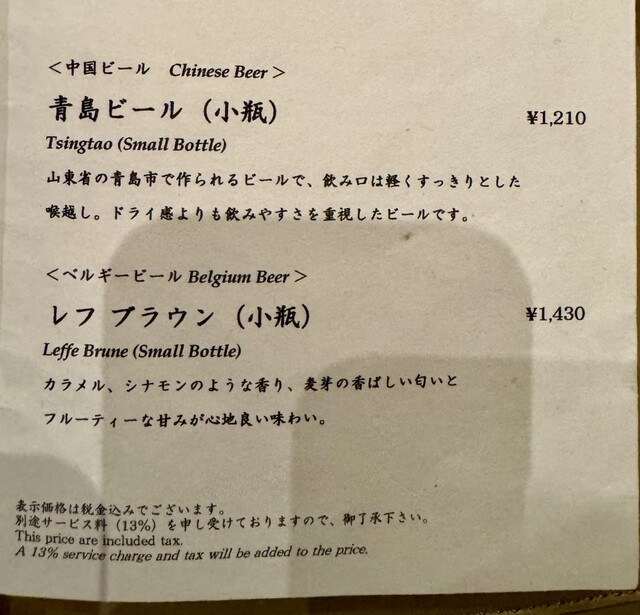 ＜中国ビール　Chinese Beer＞
青島ビール（小瓶）
¥1,210
Tsingtao (Small Bottle)
山東省の青島市で作られるビールで、飲み口は軽くすっきりとした
喉越し。ドライ感よりも飲みやすさを重視したビールです。
＜ベルギービール Belgium Beer＞
レフ ブラウン（小瓶）
¥1,430
Leffe Brune (Small Bottle)
カラメル、シナモンのような香り、麦芽の香ばしい匂いと
フルーティーな甘みが心地良い味わい。
表示価格は税金込みでございます。
別途サービス料（13%）を申し受けておりますので、御了承下さい。
This price are included tax.
A 13% service charge and tax will be added to the price.